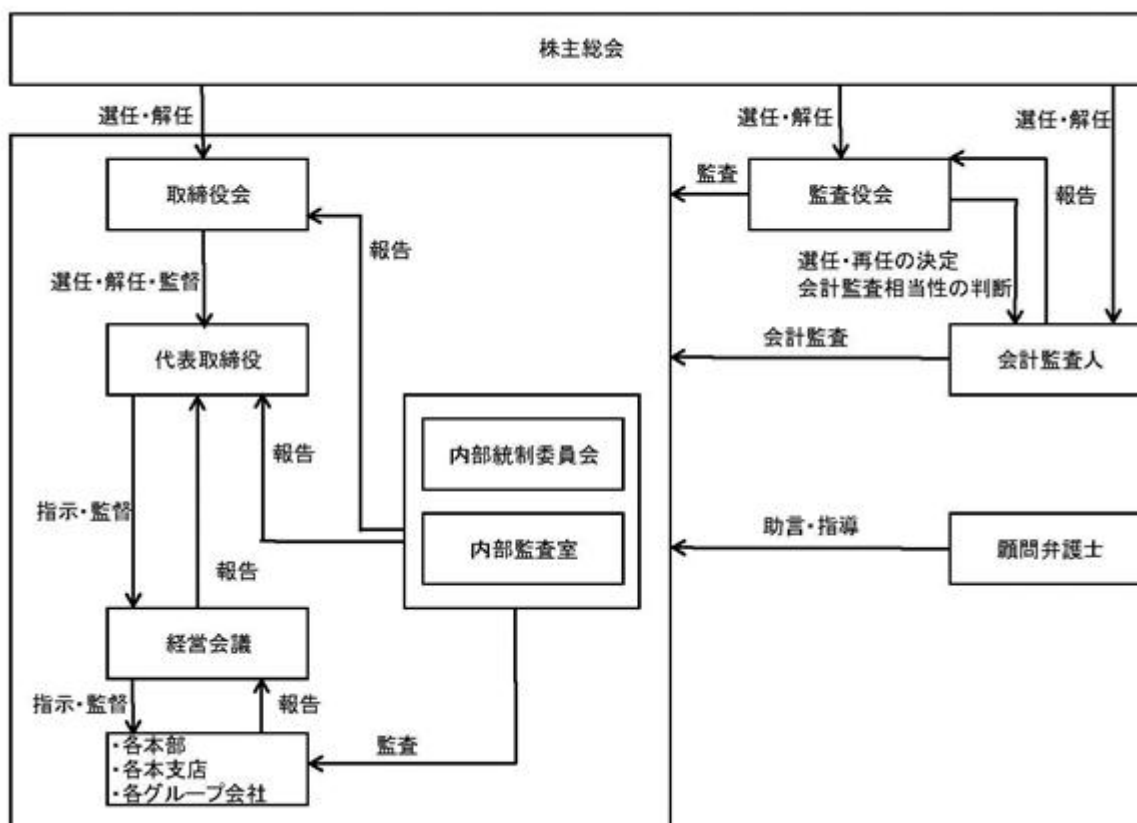 株主総会
選任・解任
選任・解任
選任・解任
取締役会
監査
監査役会
報告
報告
選任・解任・監督
選任・再任の決定
会計監査相当性の判断
代表取締役
会計監査
会計監査人
報告
内部統制委員会
指示・監督
内部監査室
助言・指導
顧問弁護士
報告
経営会議
指示・監督
報告
・各本部
・各本支店
・各グループ会社
監査